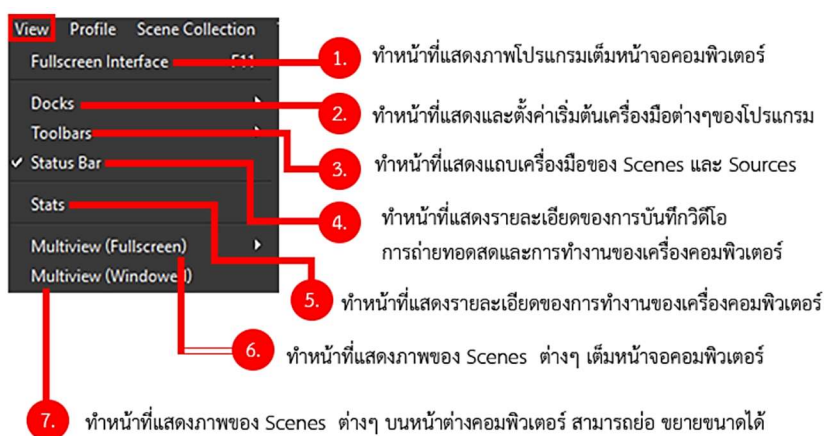 View Profile Scene Collection
Fullscreen Interface F11
Docks
Toolbars
✓ Status Bar
Stats
Multiview (Fullscreen)
Multiview (Windowed)
1. ทำหน้าที่แสดงภาพโปรแกรมเต็มหน้าจอคอมพิวเตอร์
2. ทำหน้าที่แสดงและตั้งค่าเริ่มต้นเครื่องมือต่างๆของโปรแกรม
3. ทำหน้าที่แสดงแถบเครื่องมือของ Scenes และ Sources
4. ทำหน้าที่แสดงรายละเอียดของการบันทึกวิดีโอ
การถ่ายทอดสดและการทำงานของเครื่องคอมพิวเตอร์
5. ทำหน้าที่แสดงรายละเอียดของการทำงานของเครื่องคอมพิวเตอร์
6. ทำหน้าที่แสดงภาพของ Scenes ต่างๆ เต็มหน้าจอคอมพิวเตอร์
7. ทำหน้าที่แสดงภาพของ Scenes ต่างๆ บนหน้าต่างคอมพิวเตอร์ สามารถย่อ ขยายขนาดได้